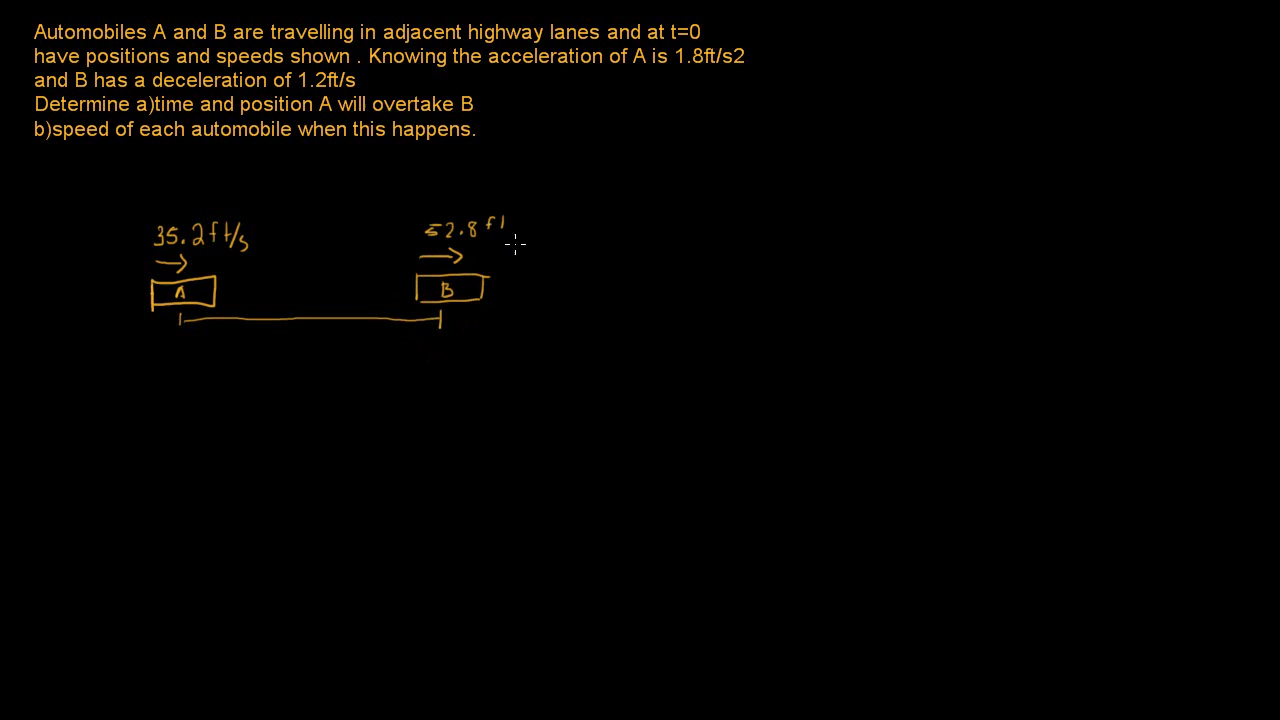 Automobiles A and B are travelling in adjacent highway lanes and at t=0
have positions and speeds shown . Knowing the acceleration of A is 1.8ft/s2
and B has a deceleration of 1.2ft/s
Determine a)time and position A will overtake B
b)speed of each automobile when this happens.
35.2ft/s 52.8 ft
A B